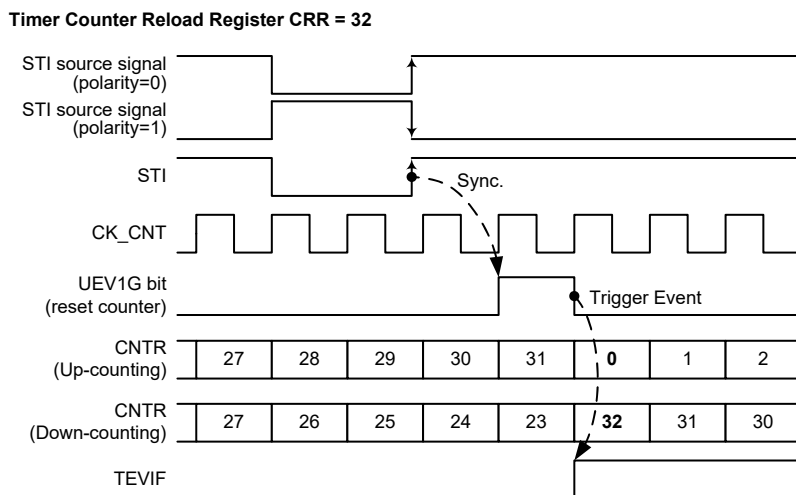 Timer Counter Reload Register CRR = 32
STI source signal
(polarity=0)
STI source signal
(polarity=1)
STI
Sync.
CK_CNT
UEV1G bit
(reset counter)
Trigger Event
CNTR
(Up-counting)
27 28 29 30 31 0 1 2
CNTR
(Down-counting)
27 26 25 24 23 32 31 30
TEVIF